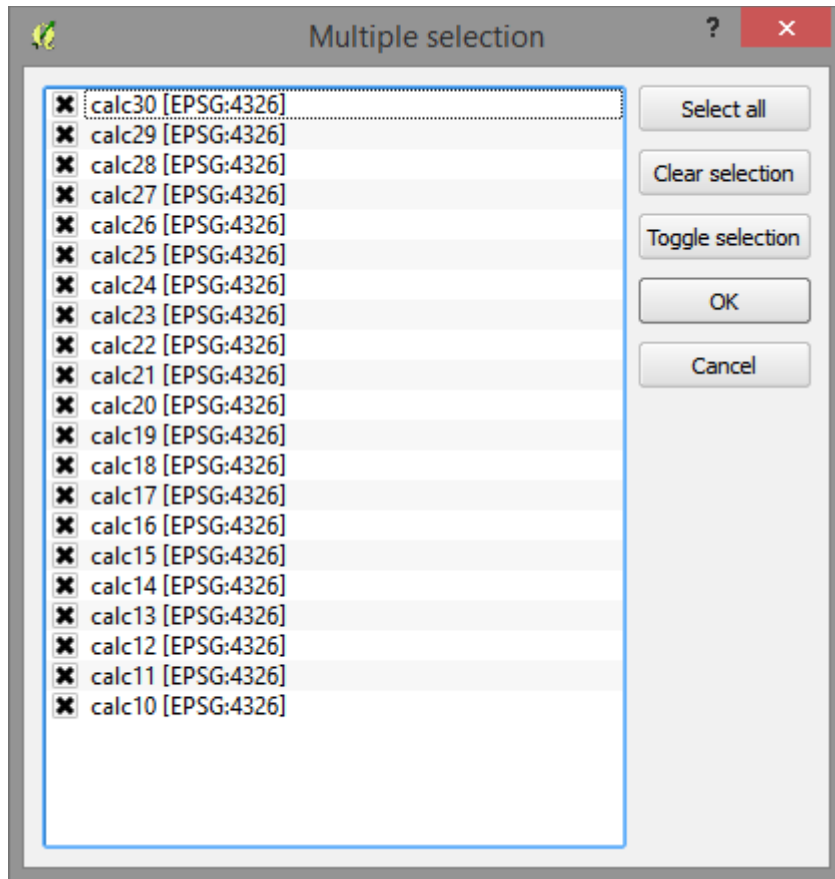 Multiple selection
?
calc30 [EPSG:4326]
calc29 [EPSG:4326]
calc28 [EPSG:4326]
calc27 [EPSG:4326]
calc26 [EPSG:4326]
calc25 [EPSG:4326]
calc24 [EPSG:4326]
calc23 [EPSG:4326]
calc22 [EPSG:4326]
calc21 [EPSG:4326]
calc20 [EPSG:4326]
calc19 [EPSG:4326]
calc18 [EPSG:4326]
calc17 [EPSG:4326]
calc16 [EPSG:4326]
calc15 [EPSG:4326]
calc14 [EPSG:4326]
calc13 [EPSG:4326]
calc12 [EPSG:4326]
calc11 [EPSG:4326]
calc10 [EPSG:4326]
Select all
Clear selection
Toggle selection
OK
Cancel